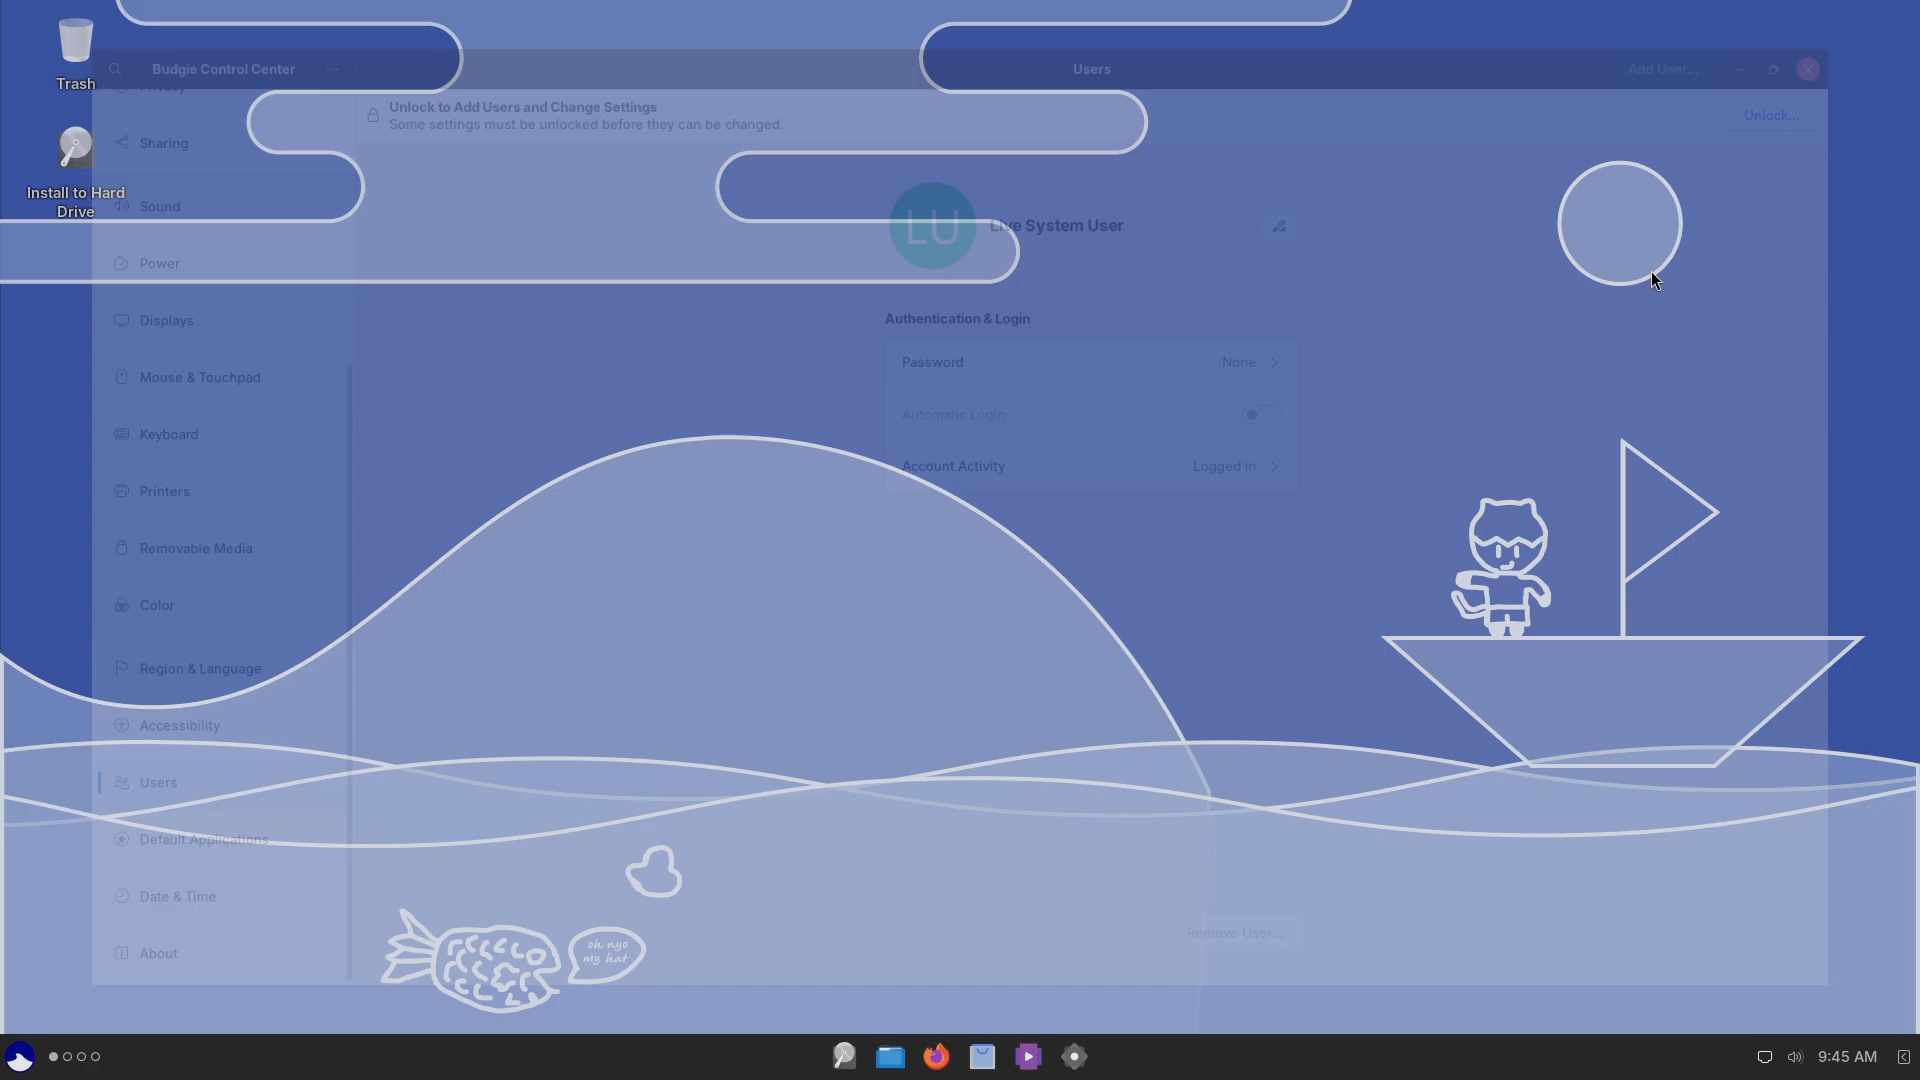 Trash
Install to Hard
Drive
Budgie Control Center
Users
Add User...
Privacy
Sharing
Sound
Power
Displays
Mouse & Touchpad
Keyboard
Printers
Removable Media
Color
Region & Language
Accessibility
Users
Default Applications
Date & Time
About
Unlock to Add Users and Change Settings
Some settings must be unlocked before they can be changed.
Unlock...
LU
Live System User
Authentication & Login
Password None
Automatic Login
Account Activity Logged in
Remove User...
oh nyo
my hat
9:45 AM